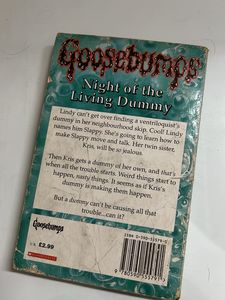 Goosebumps
Night of the
Living Dummy
Lindy can't get over finding a ventriloquist's
dummy in her neighbourhood skip. Cool! Lindy
names him Slappy. She's going to learn how to
make Slappy move and talk. Her twin sister,
Kris, will be so jealous.
Then Kris gets a dummy of her own, and that's
when all the trouble starts. Weird things start to
happen, nasty things. It seems as if Kris's
dummy is making them happen.
But a dummy can't be causing all that
trouble...can it?
Goosebumps
£2.99
SCHOLASTIC